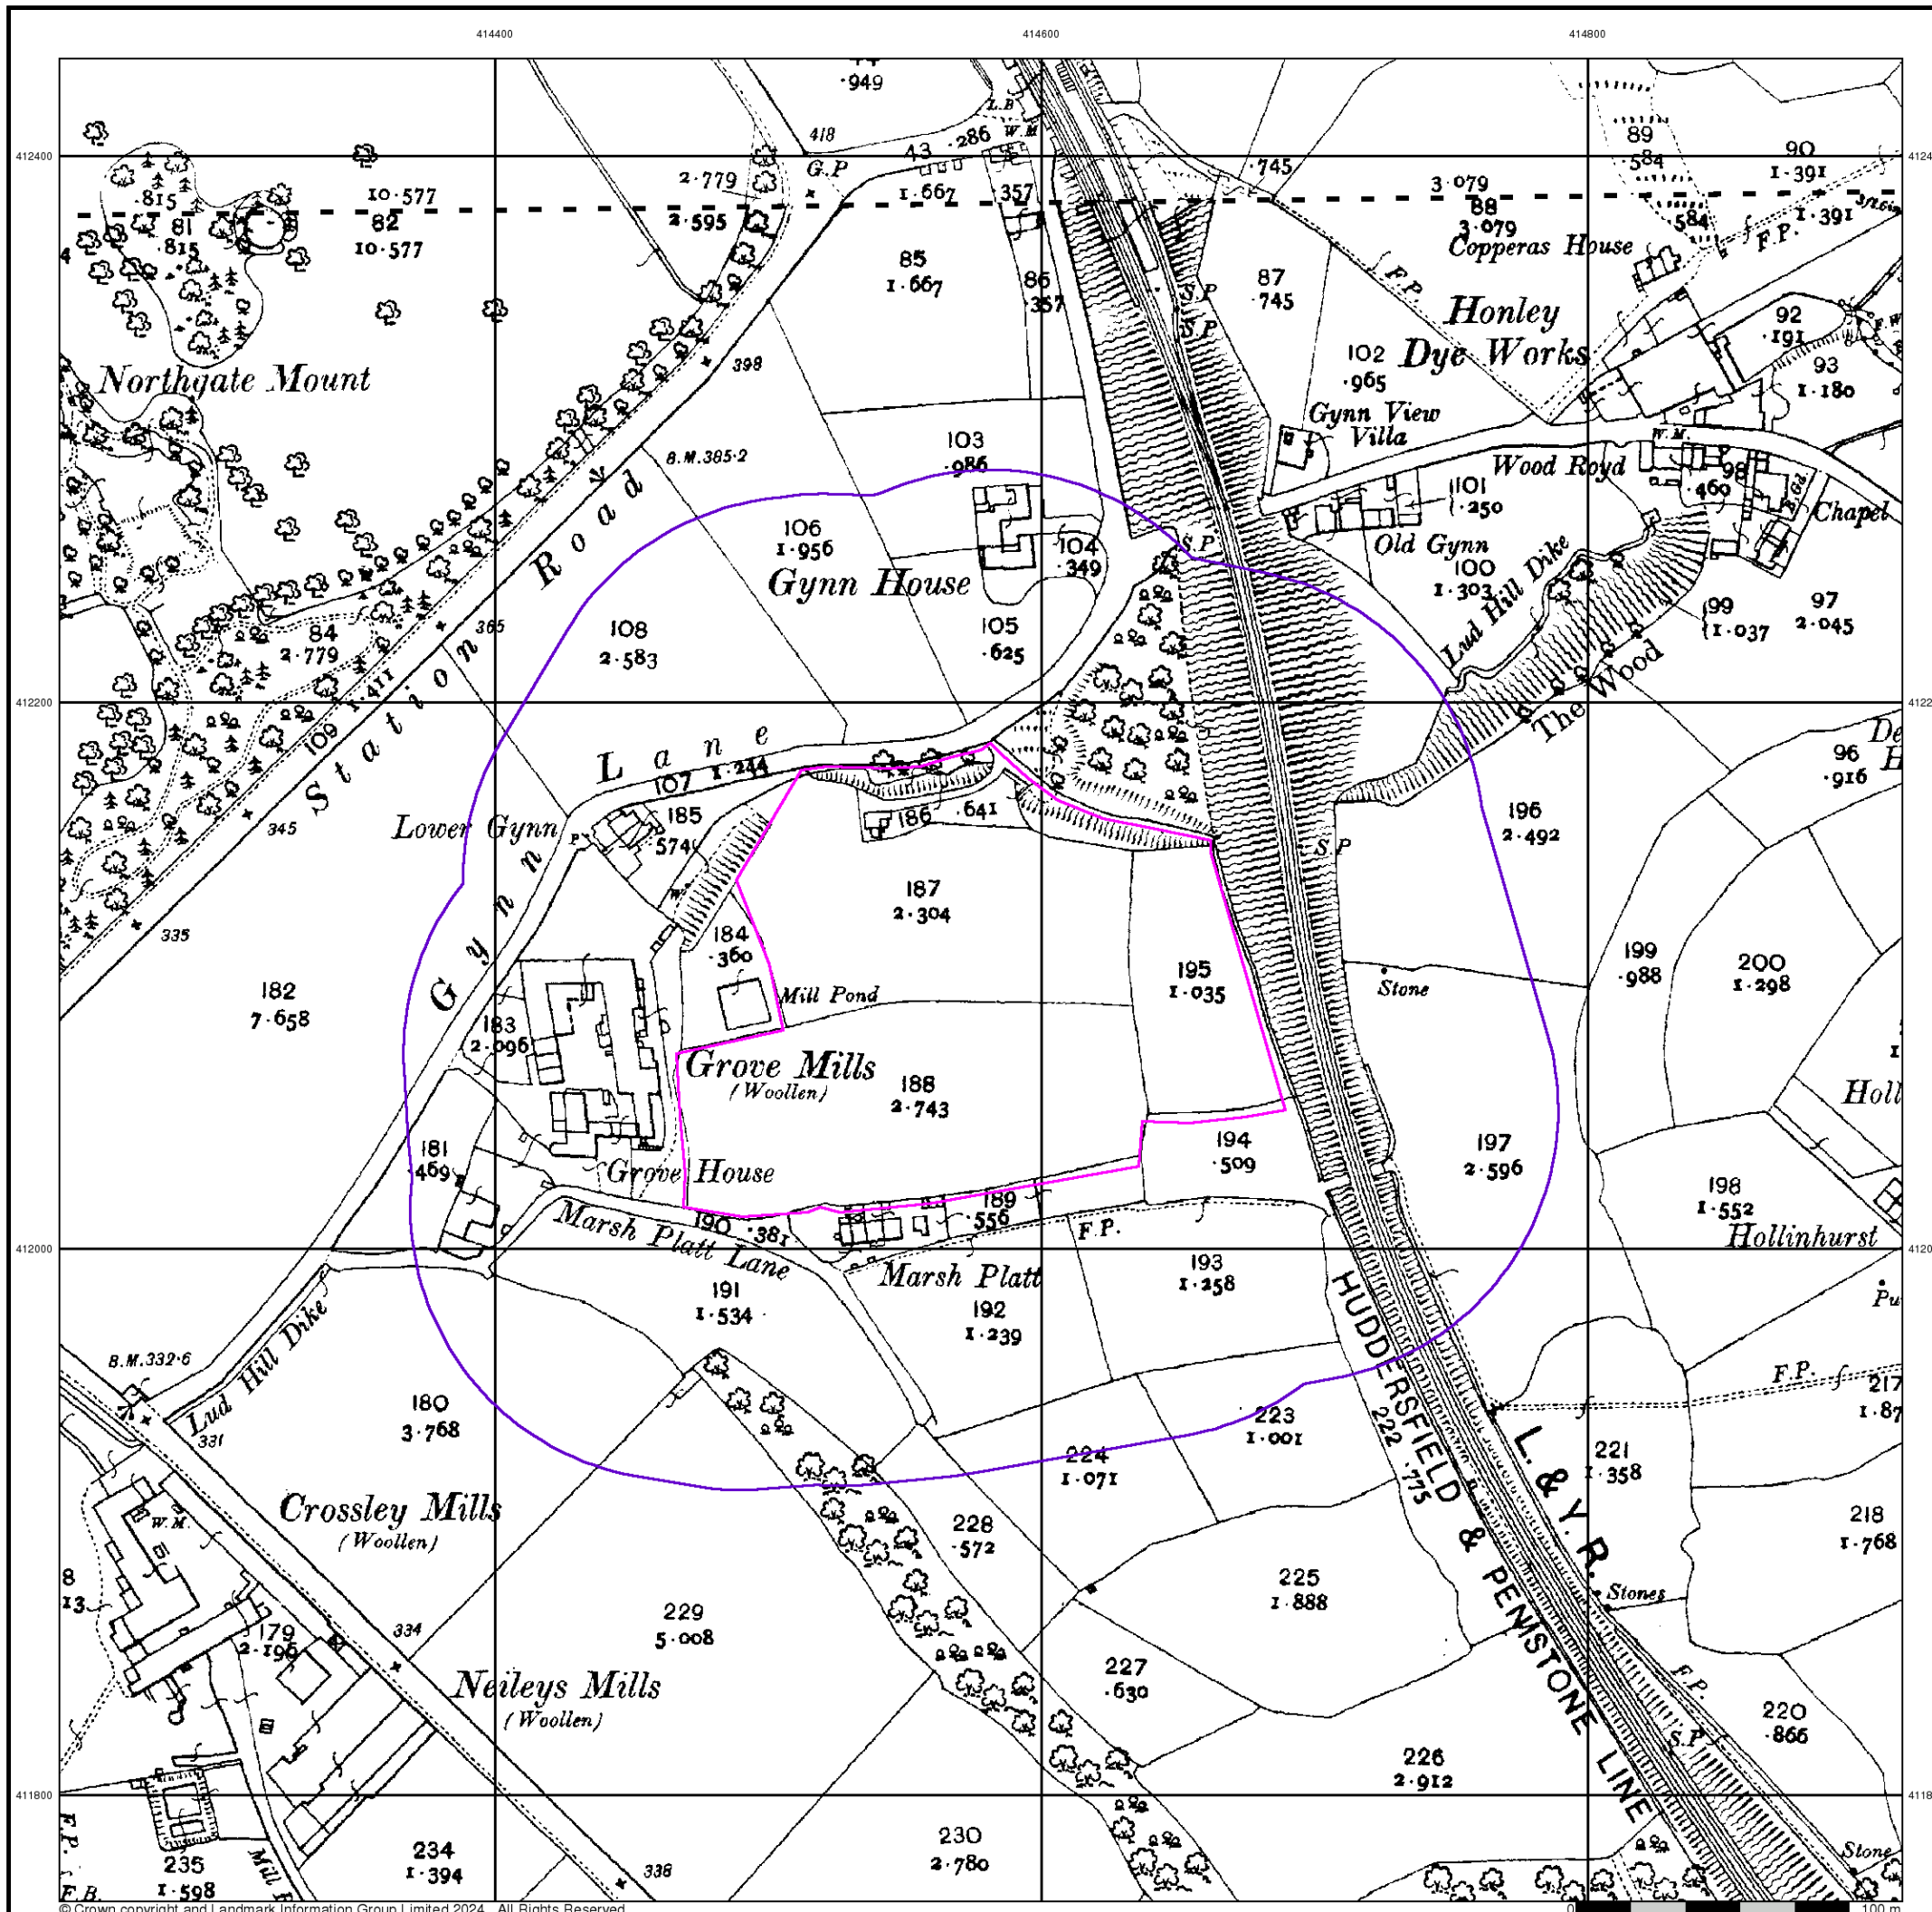 414400
414600
414800
.949
L.B
W.M
418
G.P
43
.286
412400
2.779
1.667
357
.745
3.079
89
.584
90
1.391
10.577
.815
81
.815
82
10.577
2.595
88
3.079
584
1.391
F.P.
85
1.667
86
.357
S.P
S.P
87
.745
F.P.
Copperas House
Honley
Dye Works
92
.191
93
1.180
Northgate Mount
398
102
.965
Gynn View
Villa
B.M.385.2
103
.986
W.M.
Wood Royd
98
.460
101
.250
Chapel
106
1.956
104
.349
S.P.
Old Gynn
100
1.303
Lud Hill Dike
Gynn House
Station Road
365
108
2.583
105
.625
99
1.037
97
2.045
84
2.779
The Wood
109 1.411
Gynn Lane
107 1.244
96
.916
345
Lower Gynn
P
185
.574
186 .641
S.P
196
2.492
187
2.304
335
184
.360
199
.988
200
1.298
182
7.658
195
1.035
Stone
Mill Pond
183
2.096
Grove Mills
(Woollen)
188
2.743
194
.509
197
2.596
181
.469
Grove House
189
.556
198
1.552
Hollinhurst
190 .381
Marsh Platt Lane
F.P.
412000
Marsh Platt
193
1.258
191
1.534
192
1.239
Lud Hill Dike
B.M.332.6
331
180
3.768
F.P.
217
223
1.001
224
1.071
222 .775
HUDDERSFIELD & PENISTONE LINE
L. & Y. R.
221
1.358
Crossley Mills
(Woollen)
W.M.
228
.572
218
1.768
225
1.888
Stones
229
5.008
179
2.196
334
Neileys Mills
(Woollen)
227
.630
F.P.
S.P
220
.866
226
2.912
230
2.780
234
1.394
235
1.598
F.P.
F.B.
Mill
338
Stone
412200
411800
© Crown copyright and Landmark Information Group Limited 2024. All Rights Reserved.
0
100 m